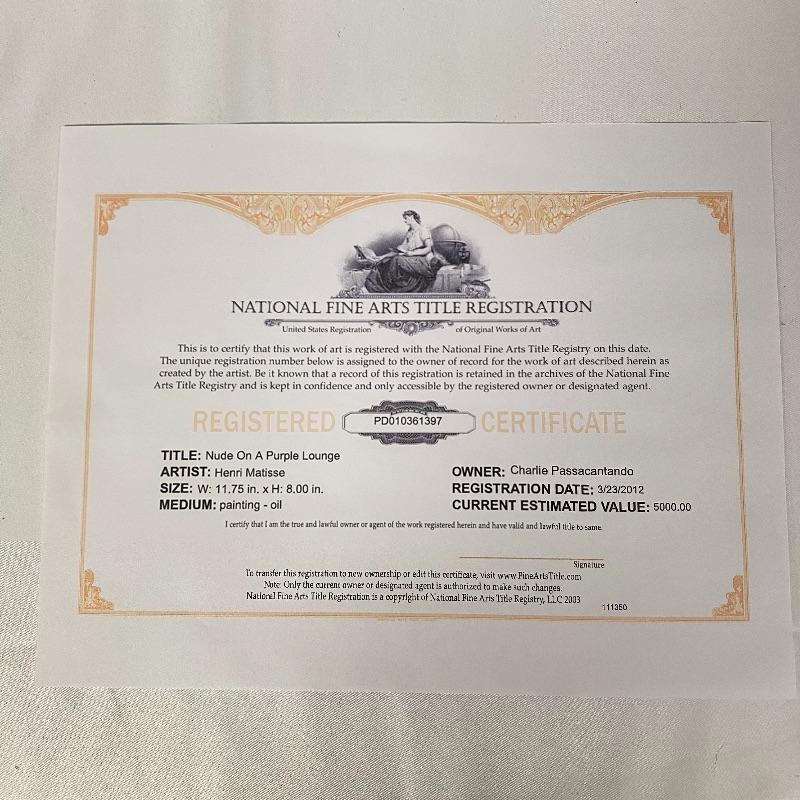 NATIONAL FINE ARTS TITLE REGISTRATION
United States Registration of Original Works of Art
This is to certify that this work of art is registered with the National Fine Arts Title Registry on this date.
The unique registration number below is assigned to the owner of record for the work of art described herein as
created by the artist. Be it known that a record of this registration is retained in the archives of the National Fine
Arts Title Registry and is kept in confidence and only accessible by the registered owner or designated agent.
REGISTERED PD010361397 CERTIFICATE
TITLE: Nude On A Purple Lounge
ARTIST: Henri Matisse
SIZE: W: 11.75 in. x H: 8.00 in.
MEDIUM: painting - oil
OWNER: Charlie Passacantando
REGISTRATION DATE: 3/23/2012
CURRENT ESTIMATED VALUE: 5000.00
I certify that I am the true and lawful owner or agent of the work registered herein and have valid and lawful title to same.
Signature
To transfer this registration to new ownership or edit this certificate, visit www.FineArtsTitle.com
Note: Only the current owner or designated agent is authorized to make such changes.
National Fine Arts Title Registration is a copyright of National Fine Arts Title Registry, LLC 2003
111350